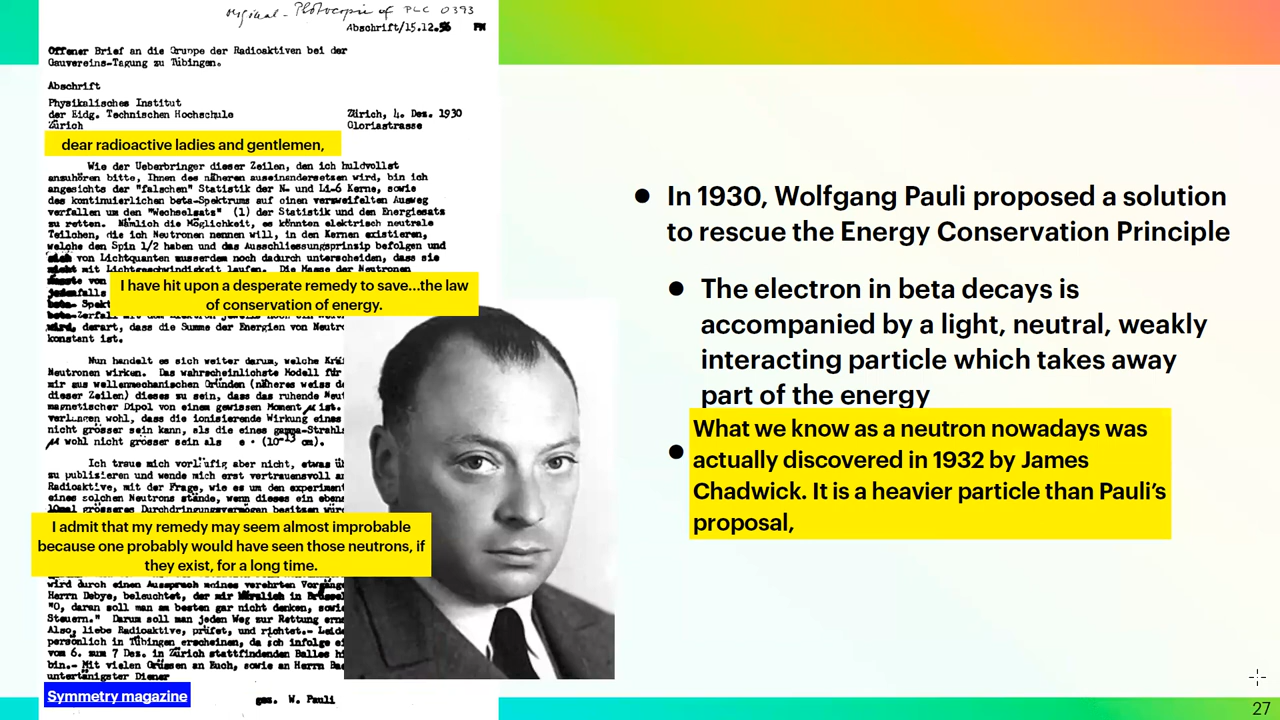 original - Photocopie of PLC 0393
Abschrift/15.12.56 PM
Offener Brief an die Gruppe der Radioaktiven bei der
Gauvereins-Tagung zu Tübingen.
Abschrift
Physikalisches Institut
der Eidg. Technischen Hochschule
Zürich
Zürich, 4. Dez. 1930
Gloriastrasse
dear radioactive ladies and gentlemen,
Wie der Ueberbringer dieser Zeilen, den ich huldvollst
anzuhören bitte, Ihnen des näheren auseinandersetzen wird, bin ich
angesichts der "falschen" Statistik der N- und Li-6 Kerne, sowie
des kontinuierlichen beta-Spektrums auf einen verzweifelten Ausweg
verfallen um den "Wechselsatz" (1) der Statistik und den Energiesatz
zu retten. Nämlich die Möglichkeit, es könnten elektrisch neutrale
Teilchen, die ich Neutronen nennen will, in den Kernen existieren,
welche den Spin 1/2 haben und das Ausschliessungsprinzip befolgen und
sich von Lichtquanten ausserdem noch dadurch unterscheiden, dass sie
nicht mit Lichtgeschwindigkeit laufen. Die Masse der Neutronen
von
jedenfalls
I have hit upon a desperate remedy to save...the law
of conservation of energy.
beta-
wird, derart, dass die Summe der Energien von
konstant ist.
Nun handelt es sich weiter darum, welche
Neutronen wirken. Das wahrscheinlichste Modell für
mir aus wellenmechanischen Gründen (näheres weiss
dieser Zeilen) dieses zu sein, dass das ruhende
magnetischer Dipol von einem gewissen Moment μ ist.
verlangen wohl, dass die ionisierende Wirkung eines
nicht grösser sein kann, als die eines
μ wohl nicht grösser sein als e • (10⁻¹³ cm).
Ich traue mich vorläufig aber nicht, etwas
zu publizieren und wende mich erst vertrauensvoll
Radioaktive, mit der Frage, wie es um den
eines solchen Neutrons stände, wenn dieses ein
10mal grösseres Durchdringungsvermögen besitzen
I admit that my remedy may seem almost improbable
because one probably would have seen those neutrons, if
they exist, for a long time.
wird durch einen Ausspruch meines verehrten
Herrn Debye, beleuchtet, der mir kürzlich in
"O, daran soll man am besten gar nicht denken,
Steuern." Darum soll man jeden Weg zur Rettung
Also, liebe Radioaktive, prüfet, und richtet.-
persönlich in Tübingen erscheinen, da ich infolge
vom 6. zum 7 Dez. in Zürich stattfindenden Balles
bin.- Mit vielen Grüssen an Euch, sowie an Herrn
untertänigster Diener
Symmetry magazine
ges. W. Pauli
• In 1930, Wolfgang Pauli proposed a solution
to rescue the Energy Conservation Principle
• The electron in beta decays is
accompanied by a light, neutral, weakly
interacting particle which takes away
part of the energy
• What we know as a neutron nowadays was
actually discovered in 1932 by James
Chadwick. It is a heavier particle than Pauli's
proposal,
27